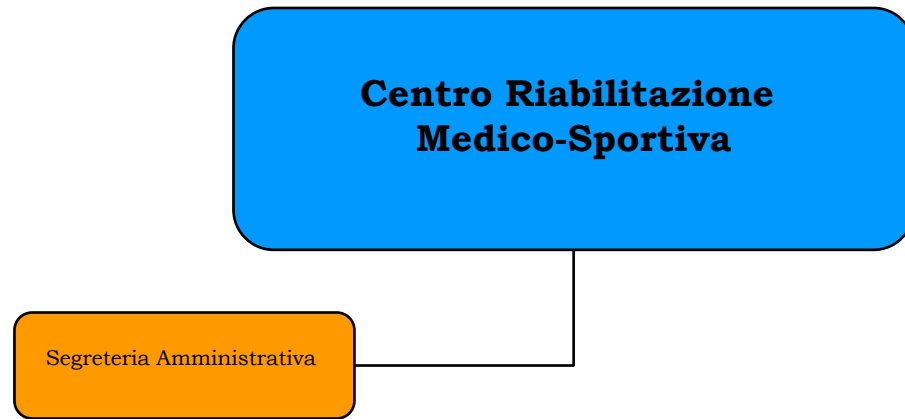 Centro Riabilitazione
Medico-Sportiva
Segreteria Amministrativa